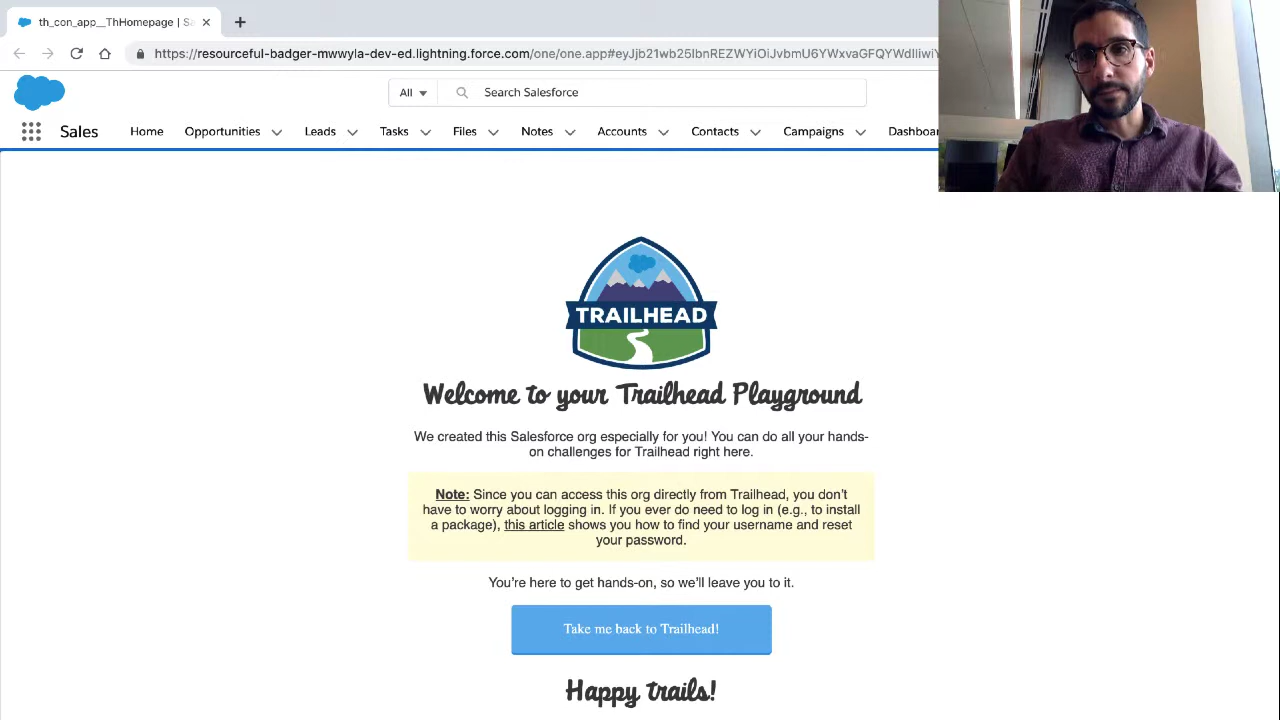 th_con_app__ThHomepage | Sa
https://resourceful-badger-mwwyla-dev-ed.lightning.force.com/one/one.app#
All
Search Salesforce
Sales Home Opportunities Leads Tasks Files Notes Accounts Contacts Campaigns Dashboar
TRAILHEAD
Welcome to your Trailhead Playground
We created this Salesforce org especially for you! You can do all your hands-
on challenges for Trailhead right here.
Note: Since you can access this org directly from Trailhead, you don't
have to worry about logging in. If you ever do need to log in (e.g., to install
a package), this article shows you how to find your username and reset
your password.
You're here to get hands-on, so we'll leave you to it.
Take me back to Trailhead!
Happy trails!